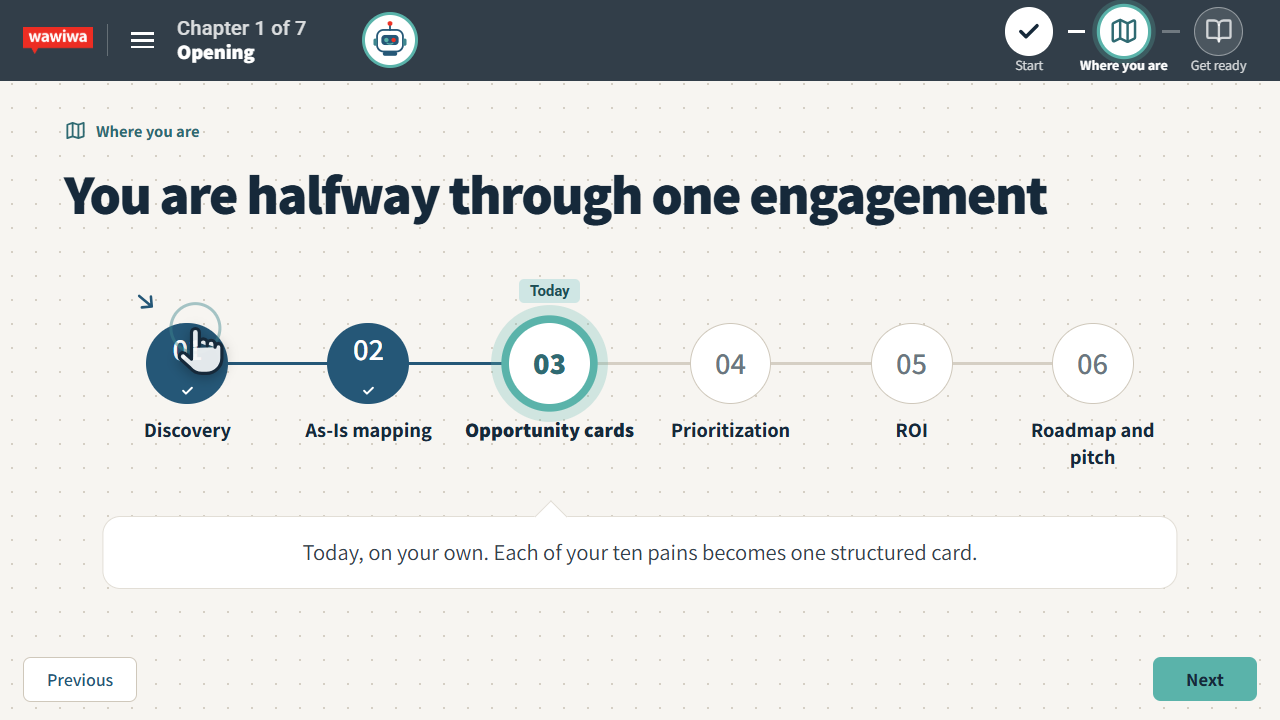 wawiwa
Chapter 1 of 7
Opening
Start
Where you are
Get ready
Where you are
You are halfway through one engagement
Today
02
03
04
05
06
Discovery
As-Is mapping
Opportunity cards
Prioritization
ROI
Roadmap and
pitch
Today, on your own. Each of your ten pains becomes one structured card.
Previous
Next